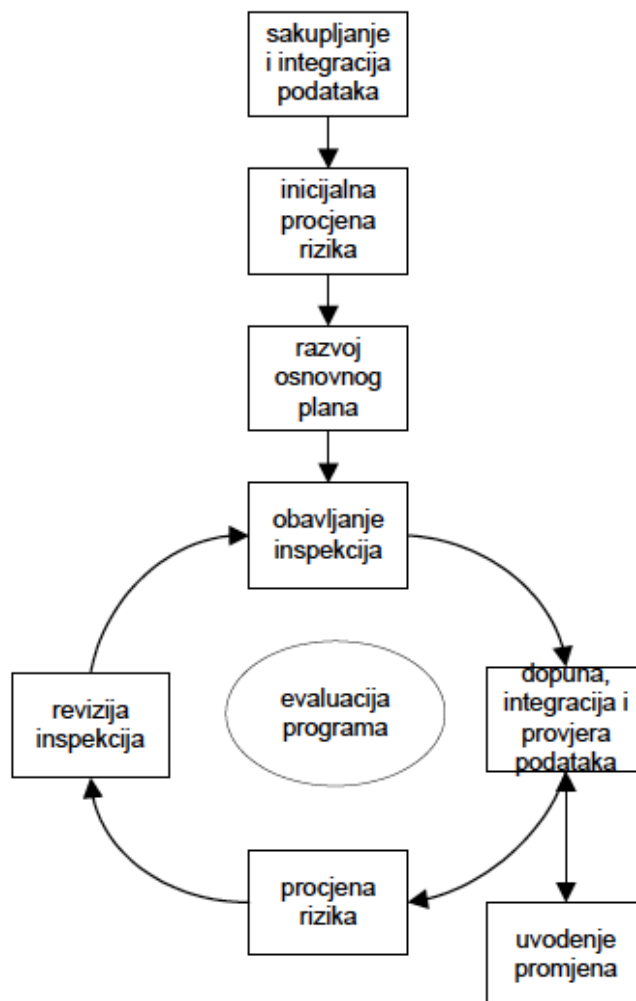 sakupljanje
i integracija
podataka
inicijalna
procjena
rizika
razvoj
osnovnog
plana
obavljanje
inspekcija
dopuna,
integracija i
provjera
podataka
revizija
inspekcija
evaluacija
programa
procjena
rizika
uvodenje
promjena